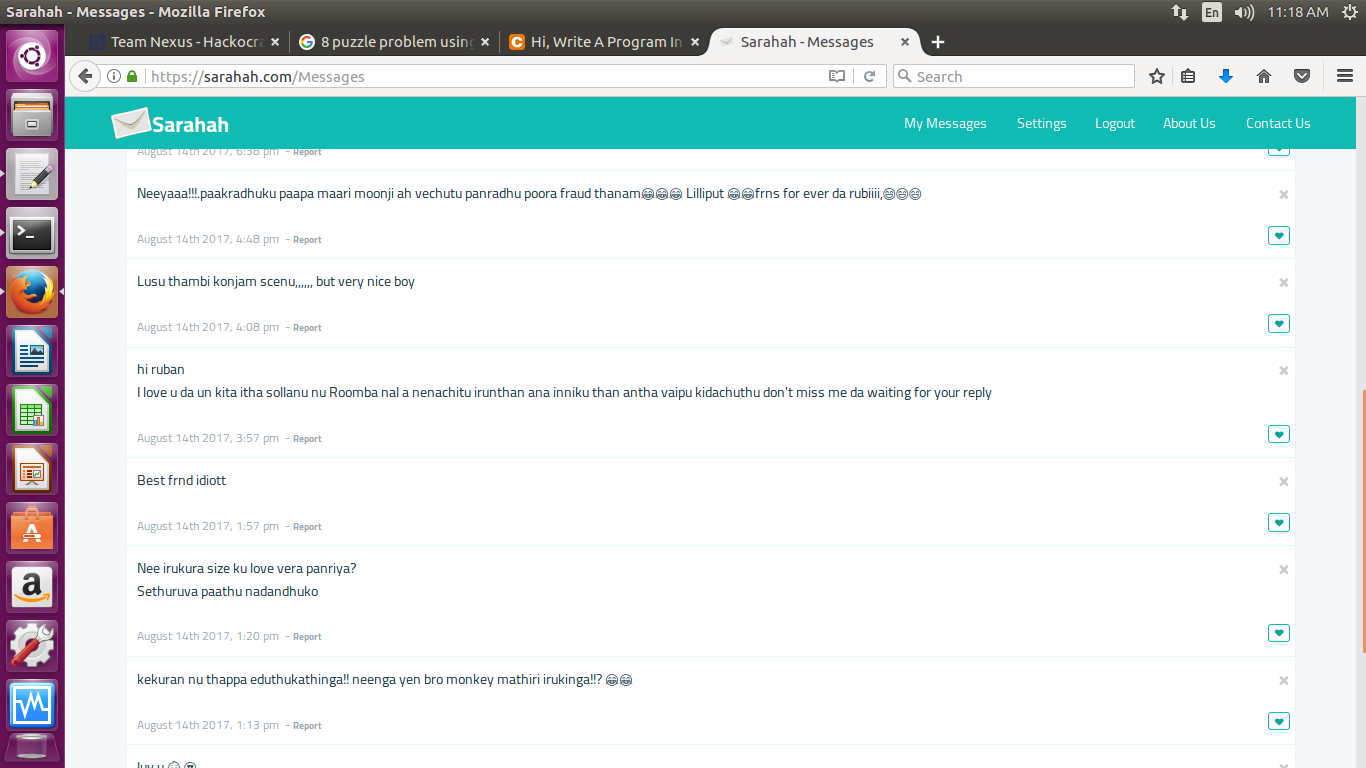 Sarahah - Messages - Mozilla Firefox
En
11:18 AM
Team Nexus - Hackocra
8 puzzle problem using
Hi, Write A Program In
Sarahah - Messages
https://sarahah.com/Messages
Search
Sarahah
My Messages
Settings
Logout
About Us
Contact Us
August 14th 2017, 6:38 pm - Report
Neeyaaa!!!.paakradhuku paapa maari moonji ah vechutu panradhu poora fraud thanam😂😂😂 Lilliput 😂😂frns for ever da rubiiii,😄😄😄
August 14th 2017, 4:48 pm - Report
Lusu thambi konjam scenu,,,,,, but very nice boy
August 14th 2017, 4:08 pm - Report
hi ruban
I love u da un kita itha sollanu nu Roomba nal a nenachitu irunthan ana inniku than antha vaipu kidachuthu don't miss me da waiting for your reply
August 14th 2017, 3:57 pm - Report
Best frnd idiott
August 14th 2017, 1:57 pm - Report
Nee irukura size ku love vera panriya?
Sethuruva paathu nadandhuko
August 14th 2017, 1:20 pm - Report
kekuran nu thappa eduthukathinga!! neenga yen bro monkey mathiri irukinga!!? 😂😂
August 14th 2017, 1:13 pm - Report
luv u